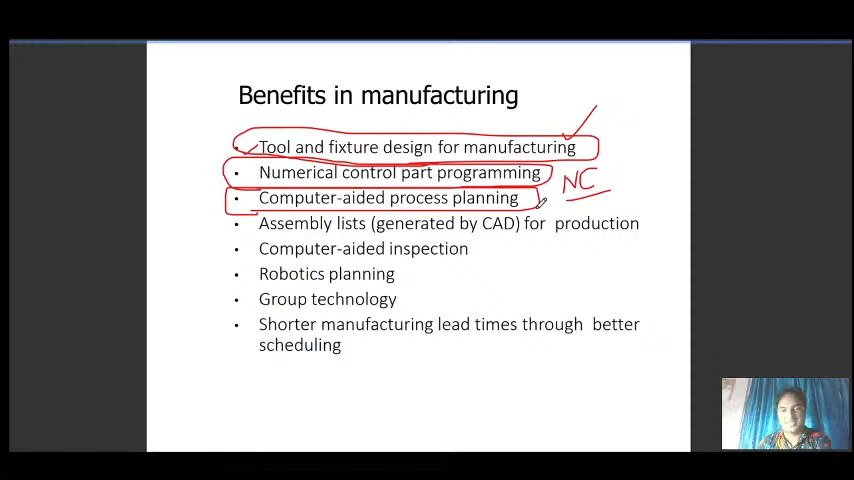 Benefits in manufacturing
• Tool and fixture design for manufacturing
• Numerical control part programming
NC
• Computer-aided process planning
• Assembly lists (generated by CAD) for production
• Computer-aided inspection
• Robotics planning
• Group technology
• Shorter manufacturing lead times through better
scheduling